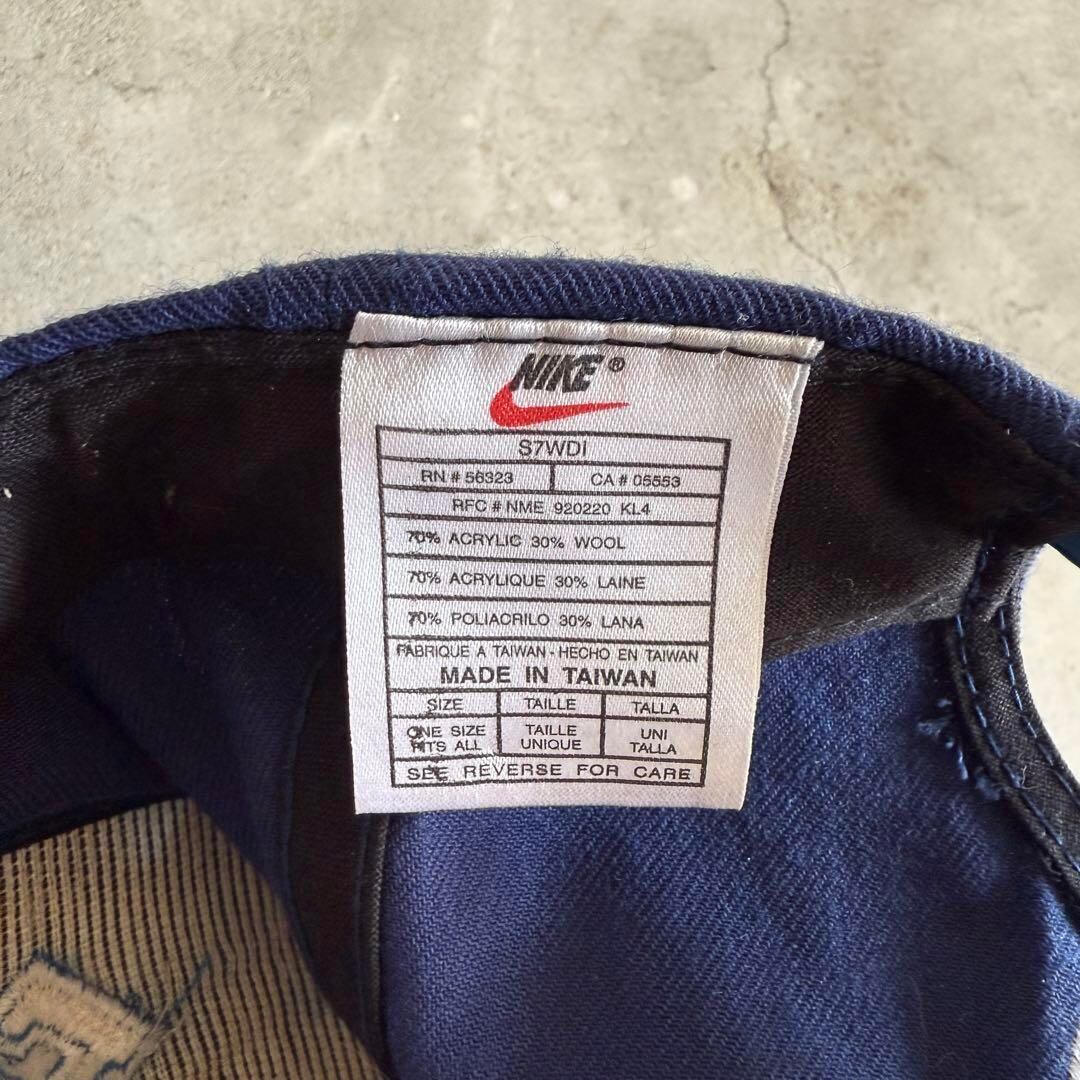 NIKE®
S7WDI
RN # 56323 CA # 05553
RFC # NME 920220 KL4
70% ACRYLIC 30% WOOL
70% ACRYLIQUE 30% LAINE
70% POLIACRILO 30% LANA
FABRIQUE A TAIWAN - HECHO EN TAIWAN
MADE IN TAIWAN
SIZE TAILLE TALLA
ONE SIZE TAILLE UNI
FITS ALL UNIQUE TALLA
SEE REVERSE FOR CARE